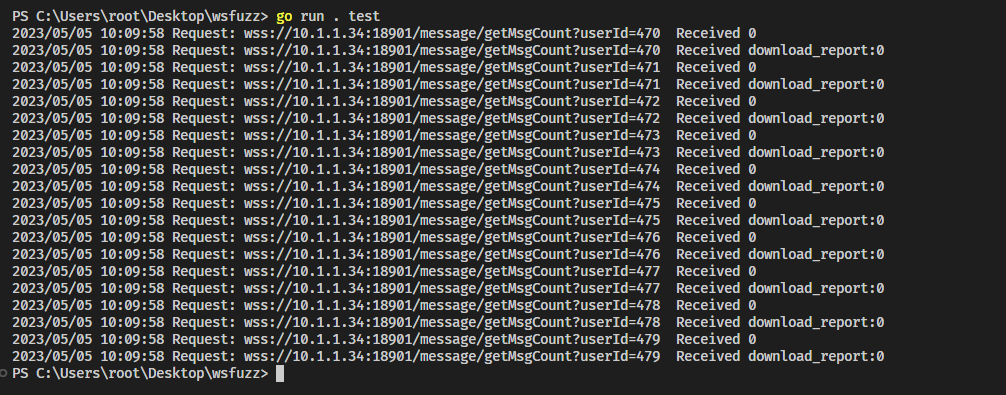 PS C:\Users\root\Desktop\wsfuzz> go run . test
2023/05/05 10:09:58 Request: wss://10.1.1.34:18901/message/getMsgCount?userId=470  Received 0
2023/05/05 10:09:58 Request: wss://10.1.1.34:18901/message/getMsgCount?userId=470  Received download_report:0
2023/05/05 10:09:58 Request: wss://10.1.1.34:18901/message/getMsgCount?userId=471  Received 0
2023/05/05 10:09:58 Request: wss://10.1.1.34:18901/message/getMsgCount?userId=471  Received download_report:0
2023/05/05 10:09:58 Request: wss://10.1.1.34:18901/message/getMsgCount?userId=472  Received 0
2023/05/05 10:09:58 Request: wss://10.1.1.34:18901/message/getMsgCount?userId=472  Received download_report:0
2023/05/05 10:09:58 Request: wss://10.1.1.34:18901/message/getMsgCount?userId=473  Received 0
2023/05/05 10:09:58 Request: wss://10.1.1.34:18901/message/getMsgCount?userId=473  Received download_report:0
2023/05/05 10:09:58 Request: wss://10.1.1.34:18901/message/getMsgCount?userId=474  Received 0
2023/05/05 10:09:58 Request: wss://10.1.1.34:18901/message/getMsgCount?userId=474  Received download_report:0
2023/05/05 10:09:58 Request: wss://10.1.1.34:18901/message/getMsgCount?userId=475  Received 0
2023/05/05 10:09:58 Request: wss://10.1.1.34:18901/message/getMsgCount?userId=475  Received download_report:0
2023/05/05 10:09:58 Request: wss://10.1.1.34:18901/message/getMsgCount?userId=476  Received 0
2023/05/05 10:09:58 Request: wss://10.1.1.34:18901/message/getMsgCount?userId=476  Received download_report:0
2023/05/05 10:09:58 Request: wss://10.1.1.34:18901/message/getMsgCount?userId=477  Received 0
2023/05/05 10:09:58 Request: wss://10.1.1.34:18901/message/getMsgCount?userId=477  Received download_report:0
2023/05/05 10:09:58 Request: wss://10.1.1.34:18901/message/getMsgCount?userId=478  Received 0
2023/05/05 10:09:58 Request: wss://10.1.1.34:18901/message/getMsgCount?userId=478  Received download_report:0
2023/05/05 10:09:58 Request: wss://10.1.1.34:18901/message/getMsgCount?userId=479  Received 0
2023/05/05 10:09:58 Request: wss://10.1.1.34:18901/message/getMsgCount?userId=479  Received download_report:0
PS C:\Users\root\Desktop\wsfuzz>